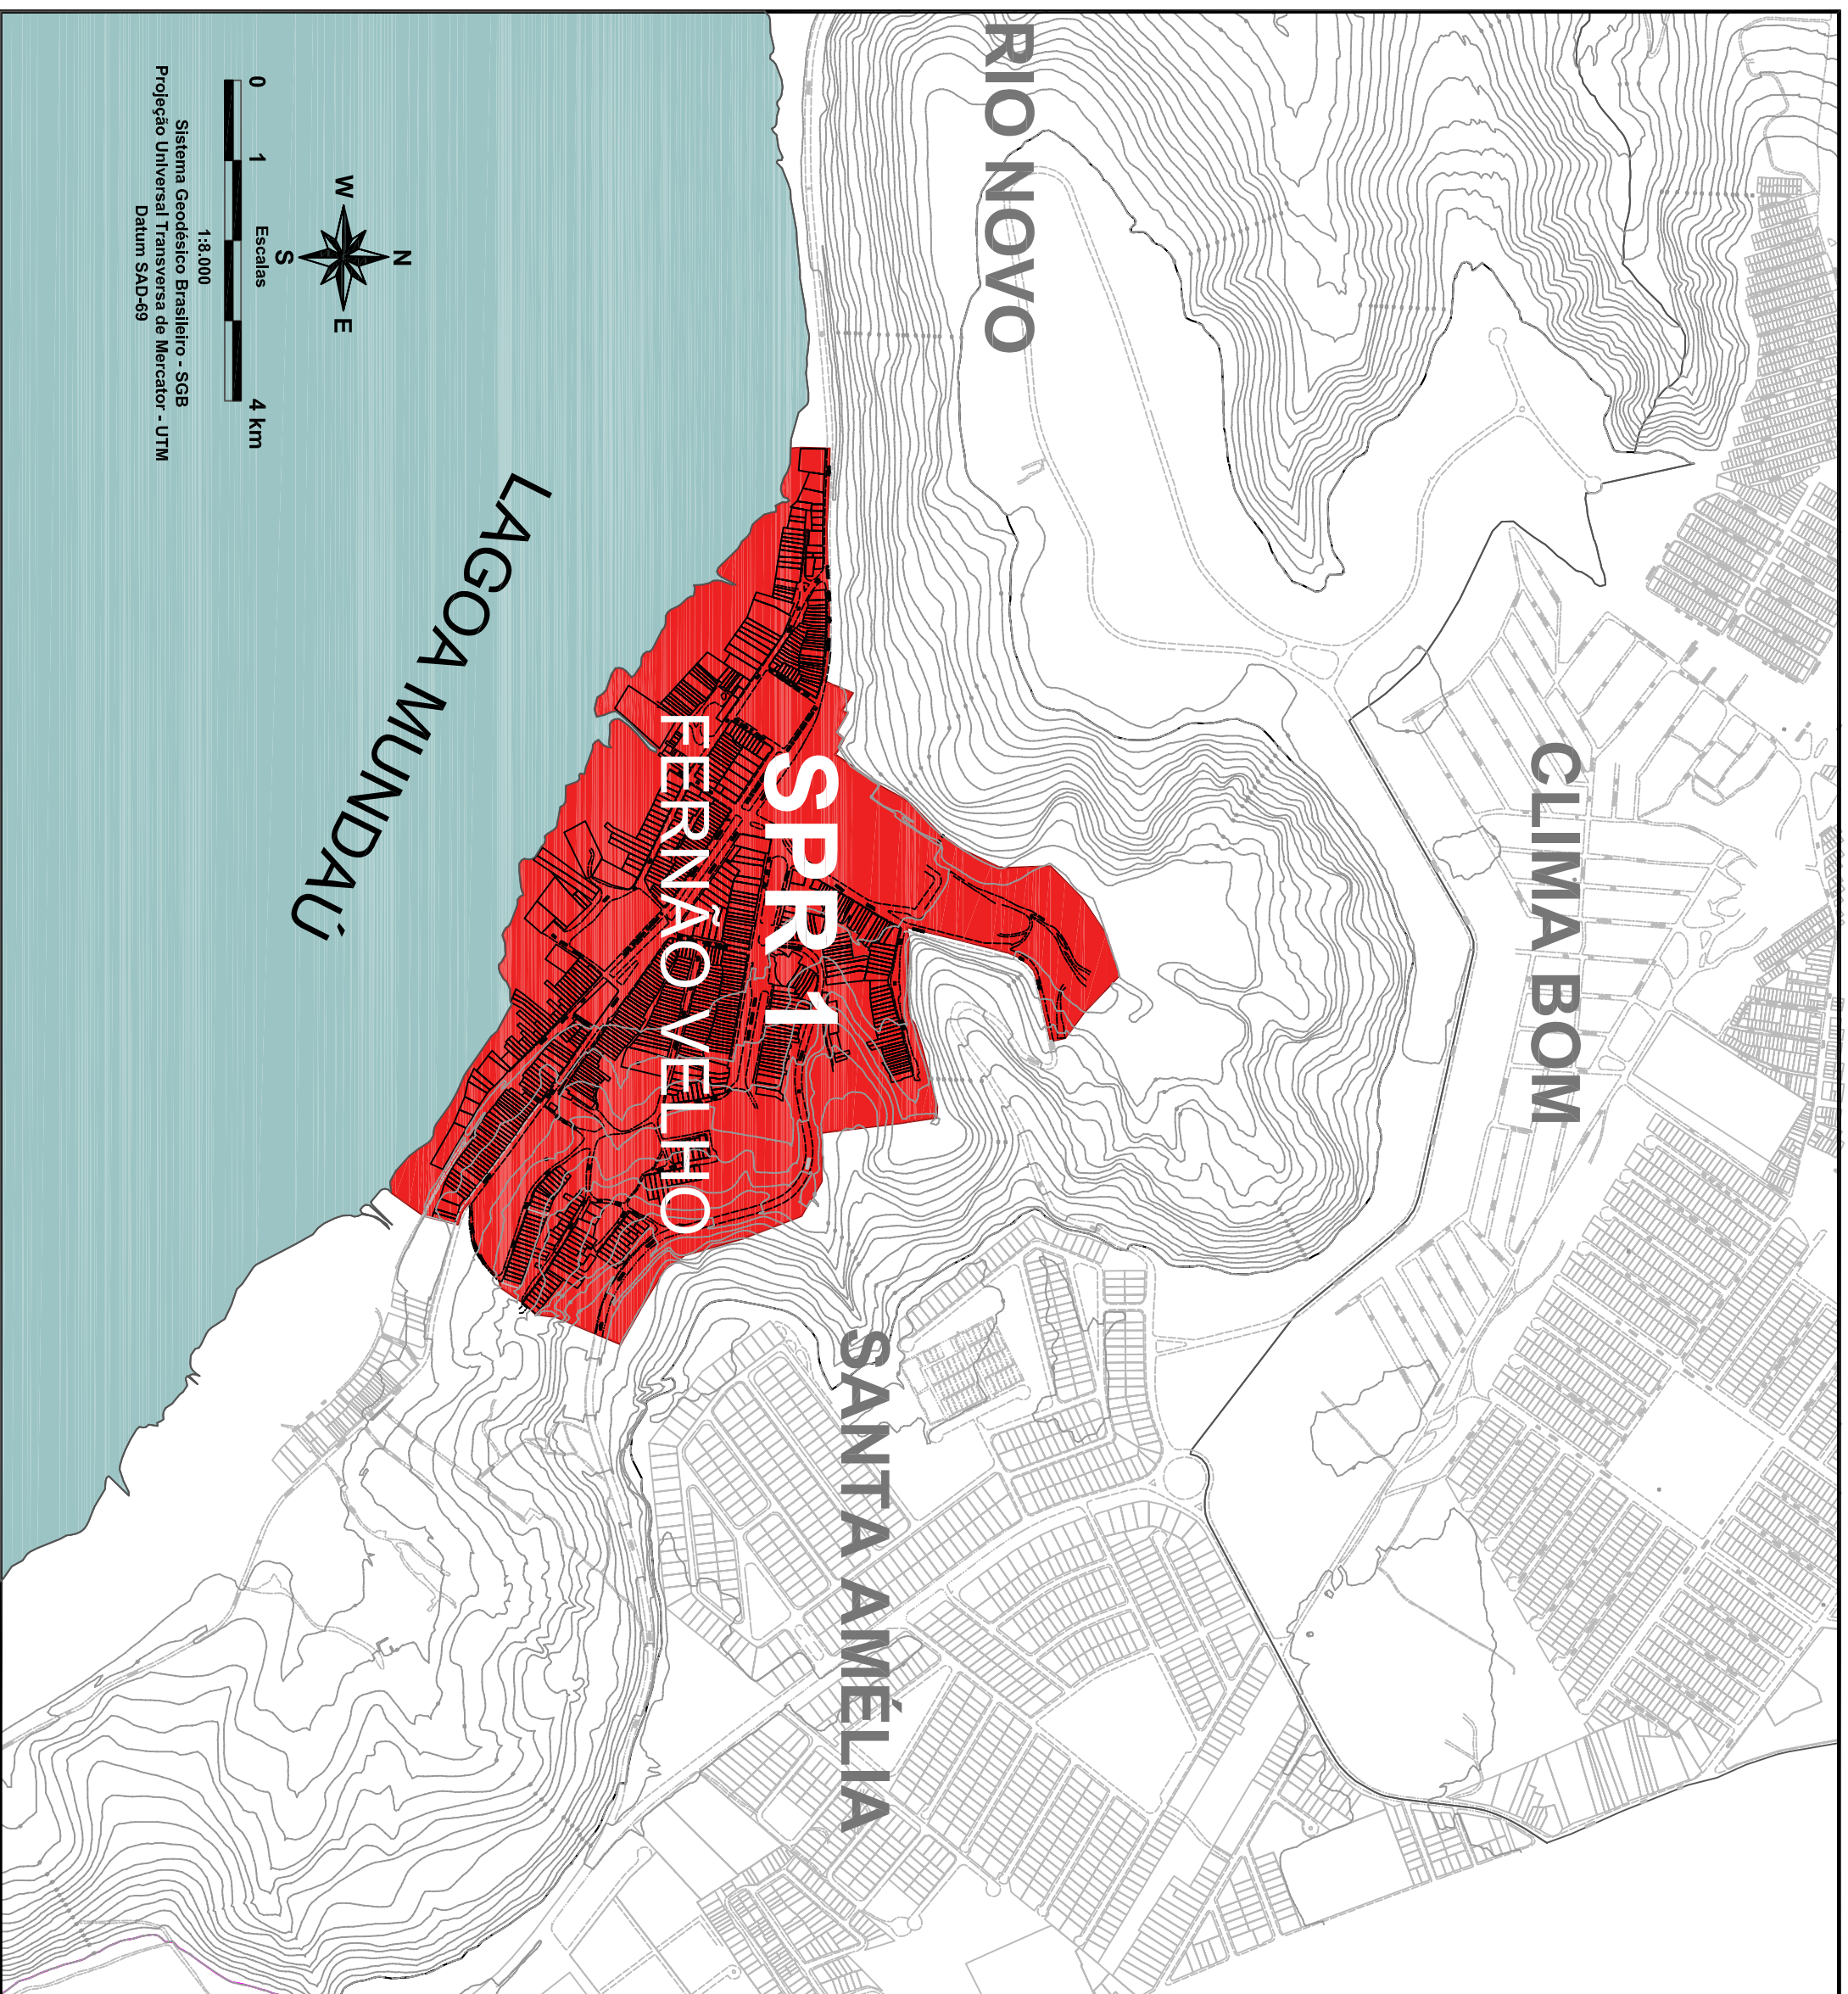 CLIMA BOM
RIO NOVO
SANTA AMÉLIA
SPR 1
FERNÃO VELHO
LAGOA MUNDAÚ
N
W
E
S
0
1
4 km
Escalas
1:8.000
Sistema Geodésico Brasileiro - SGB
Projeção Universal Transversa de Mercator - UTM
Datum SAD-69